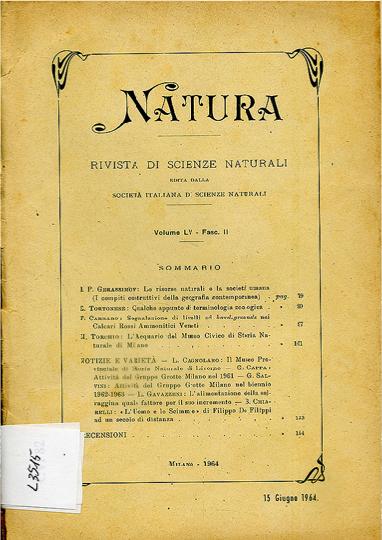 NATURA
RIVISTA DI SCIENZE NATURALI
EDITA DALLA
SOCIETÀ ITALIANA DI SCIENZE NATURALI
Volume LV - Fasc. II
SOMMARIO
I. P. GERASSIMOV: Le risorse naturali e la società umana
(I compiti costruttivi della geografia contemporanea) . pag. 79
E. TORTONESE: Qualche appunto di terminologia zoologica . „ 89
F. CARRARO: Segnalazione di livelli ad hard-grounds nei
Calcari Rossi Ammonitici Veneti . „ 97
M. TORCHIO: L'Acquario del Museo Civico di Storia Na-
turale di Milano . „ 101
NOTIZIE E VARIETÀ — L. CAGNOLARO: Il Museo Pro-
vinciale di Storia Naturale di Livorno — G. CAPPA:
Attività del Gruppo Grotte Milano nel 1961 — G. SAL-
VINI: Attività del Gruppo Grotte Milano nel biennio
1962-1963 — L. GAVAZZENI: L'alimentazione della sel-
vaggina quale fattore per il suo incremento — B. CHIA-
RELLI: «L'Uomo e le Scimmie» di Filippo De Filippi
ad un secolo di distanza .
RECENSIONI . „ 154
MILANO - 1964
15 Giugno 1964.
L3515